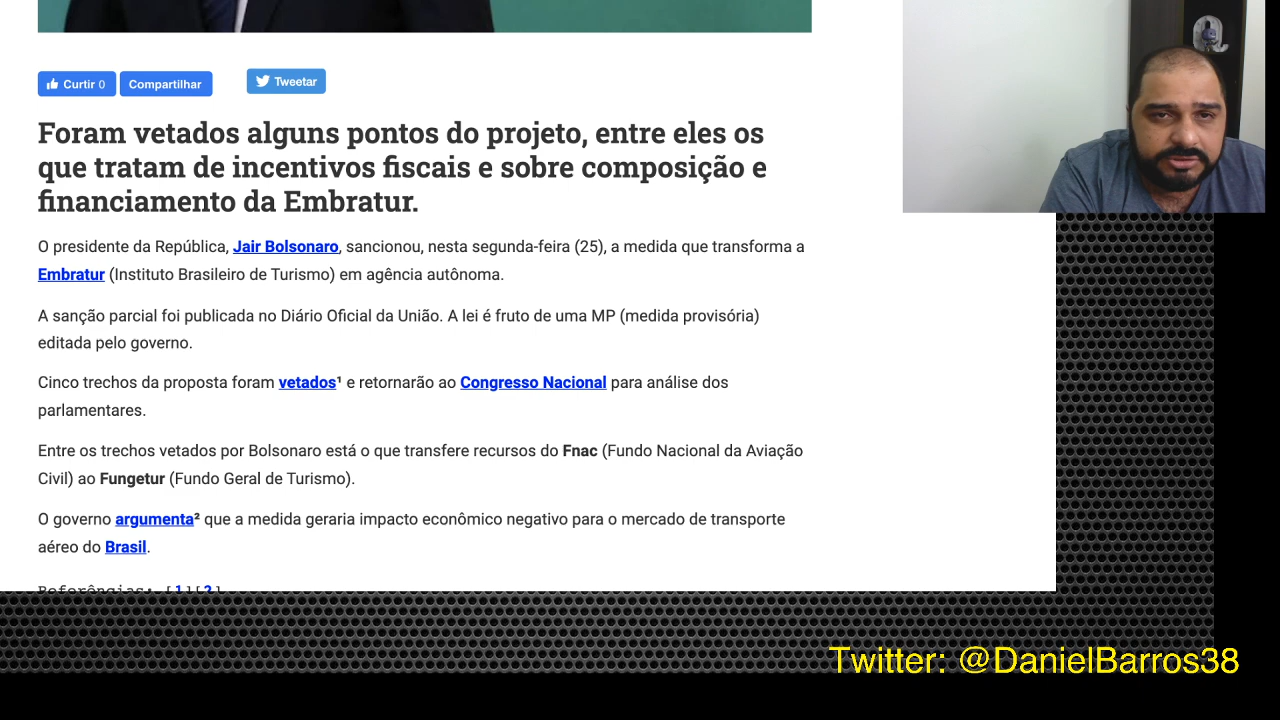 Curtir 0 Compartilhar Tweetar
Foram vetados alguns pontos do projeto, entre eles os
que tratam de incentivos fiscais e sobre composição e
financiamento da Embratur.
O presidente da República, Jair Bolsonaro, sancionou, nesta segunda-feira (25), a medida que transforma a
Embratur (Instituto Brasileiro de Turismo) em agência autônoma.
A sanção parcial foi publicada no Diário Oficial da União. A lei é fruto de uma MP (medida provisória)
editada pelo governo.
Cinco trechos da proposta foram vetados¹ e retornarão ao Congresso Nacional para análise dos
parlamentares.
Entre os trechos vetados por Bolsonaro está o que transfere recursos do Fnac (Fundo Nacional da Aviação
Civil) ao Fungetur (Fundo Geral de Turismo).
O governo argumenta² que a medida geraria impacto econômico negativo para o mercado de transporte
aéreo do Brasil.
Referências: [1][2]
Twitter: @DanielBarros38